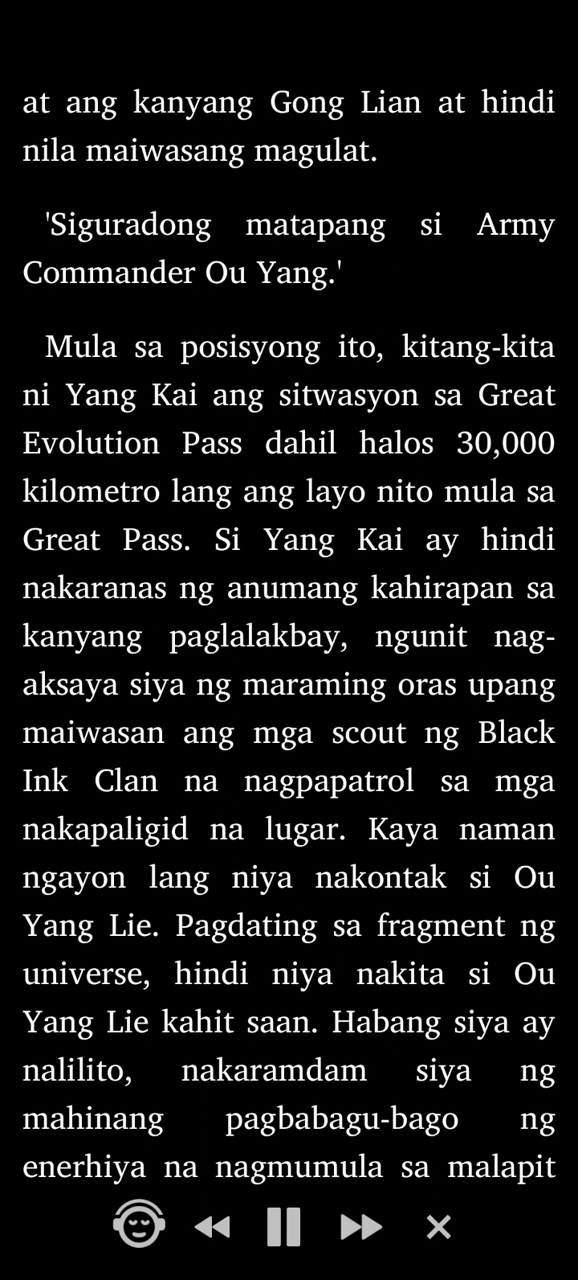 at ang kanyang Gong Lian at hindi
nila maiwasang magulat.
'Siguradong matapang si Army
Commander Ou Yang.'
Mula sa posisyong ito, kitang-kita
ni Yang Kai ang sitwasyon sa Great
Evolution Pass dahil halos 30,000
kilometro lang ang layo nito mula sa
Great Pass. Si Yang Kai ay hindi
nakaranas ng anumang kahirapan sa
kanyang paglalakbay, ngunit nag-
aksaya siya ng maraming oras upang
maiwasan ang mga scout ng Black
Ink Clan na nagpapatrol sa mga
nakapaligid na lugar. Kaya naman
ngayon lang niya nakontak si Ou
Yang Lie. Pagdating sa fragment ng
universe, hindi niya nakita si Ou
Yang Lie kahit saan. Habang siya ay
nalilito, nakaramdam siya ng
mahinang pagbabagu-bago ng
enerhiya na nagmumula sa malapit